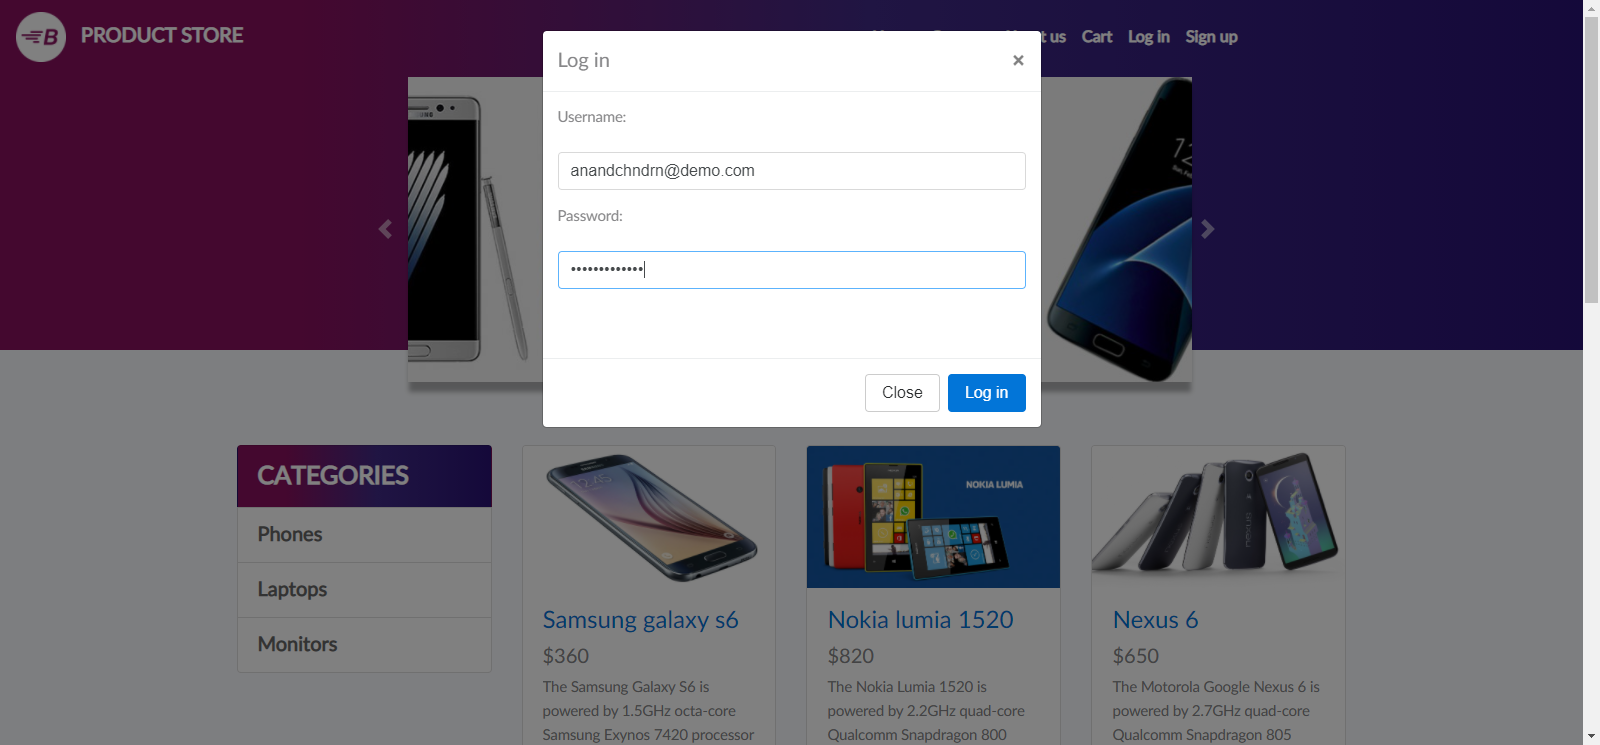 PRODUCT STORE
t us Cart Log in Sign up
Log in
×
Username:
anandchndrn@demo.com
Password:
•••••••••••••
Close Log in
CATEGORIES
Phones
Laptops
Monitors
NOKIA LUMIA
Samsung galaxy s6
$360
The Samsung Galaxy S6 is
powered by 1.5GHz octa-core
Samsung Exynos 7420 processor
Nokia lumia 1520
$820
The Nokia Lumia 1520 is
powered by 2.2GHz quad-core
Qualcomm Snapdragon 800
Nexus 6
$650
The Motorola Google Nexus 6 is
powered by 2.7GHz quad-core
Qualcomm Snapdragon 805